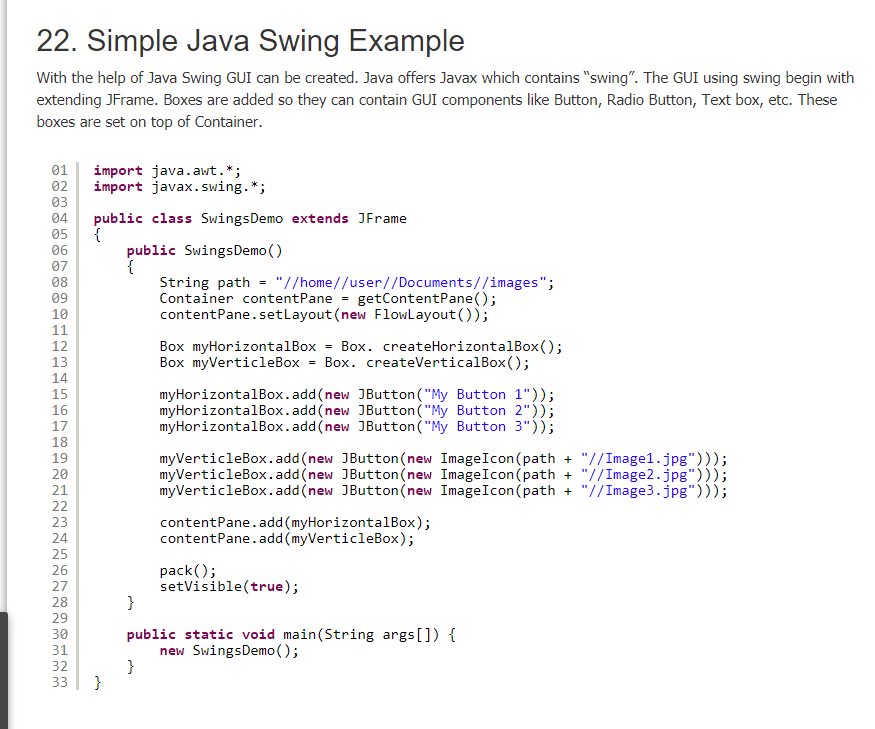 22. Simple Java Swing Example
With the help of Java Swing GUI can be created. Java offers Javax which contains “swing”. The GUI using swing begin with
extending JFrame. Boxes are added so they can contain GUI components like Button, Radio Button, Text box, etc. These
boxes are set on top of Container.
01 import java.awt.*;
02 import javax.swing.*;
03
04 public class SwingsDemo extends JFrame
05 {
06     public SwingsDemo()
07     {
08         String path = "//home//user//Documents//images";
09         Container contentPane = getContentPane();
10         contentPane.setLayout(new FlowLayout());
11
12         Box myHorizontalBox = Box. createHorizontalBox();
13         Box myVerticleBox = Box. createVerticalBox();
14
15         myHorizontalBox.add(new JButton("My Button 1"));
16         myHorizontalBox.add(new JButton("My Button 2"));
17         myHorizontalBox.add(new JButton("My Button 3"));
18
19         myVerticleBox.add(new JButton(new ImageIcon(path + "//Image1.jpg")));
20         myVerticleBox.add(new JButton(new ImageIcon(path + "//Image2.jpg")));
21         myVerticleBox.add(new JButton(new ImageIcon(path + "//Image3.jpg")));
22
23         contentPane.add(myHorizontalBox);
24         contentPane.add(myVerticleBox);
25
26         pack();
27         setVisible(true);
28     }
29
30     public static void main(String args[]) {
31         new SwingsDemo();
32     }
33 }